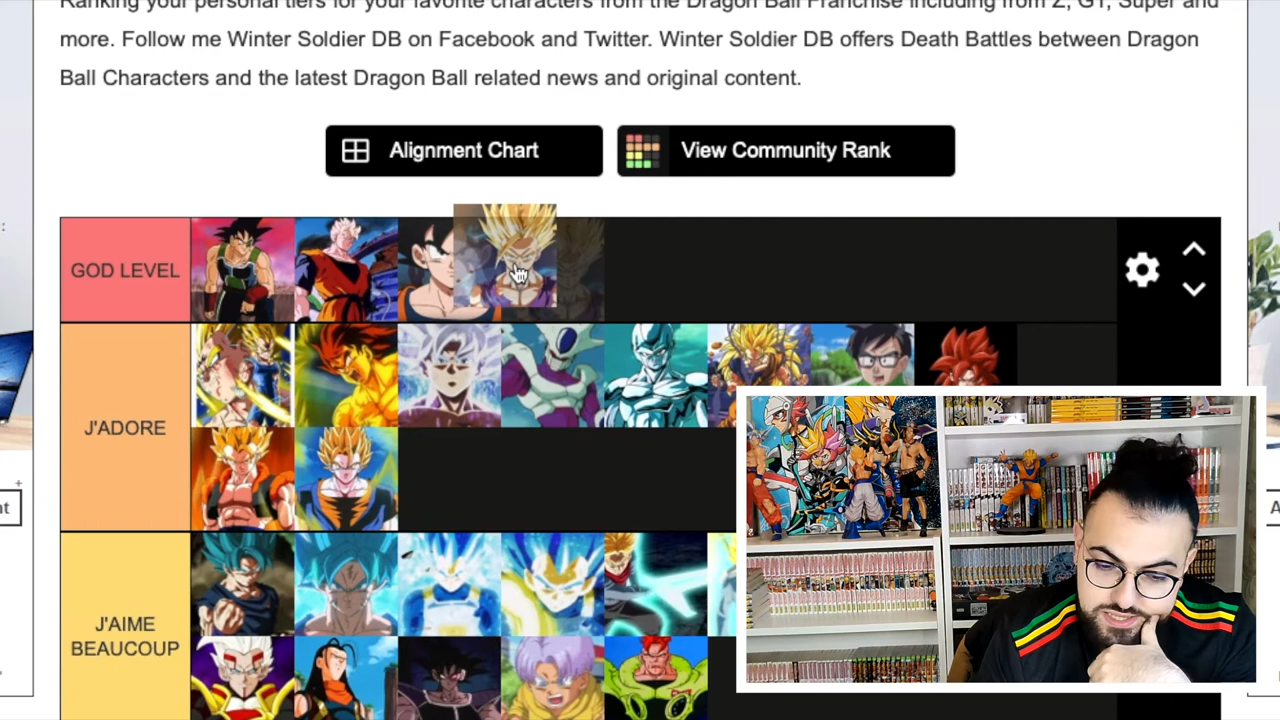 Ranking your personal tiers for your favorite characters from the Dragon Ball Franchise including from Z, GT, Super and
more. Follow me Winter Soldier DB on Facebook and Twitter. Winter Soldier DB offers Death Battles between Dragon
Ball Characters and the latest Dragon Ball related news and original content.
Alignment Chart
View Community Rank
GOD LEVEL
J'ADORE
J'AIME
BEAUCOUP